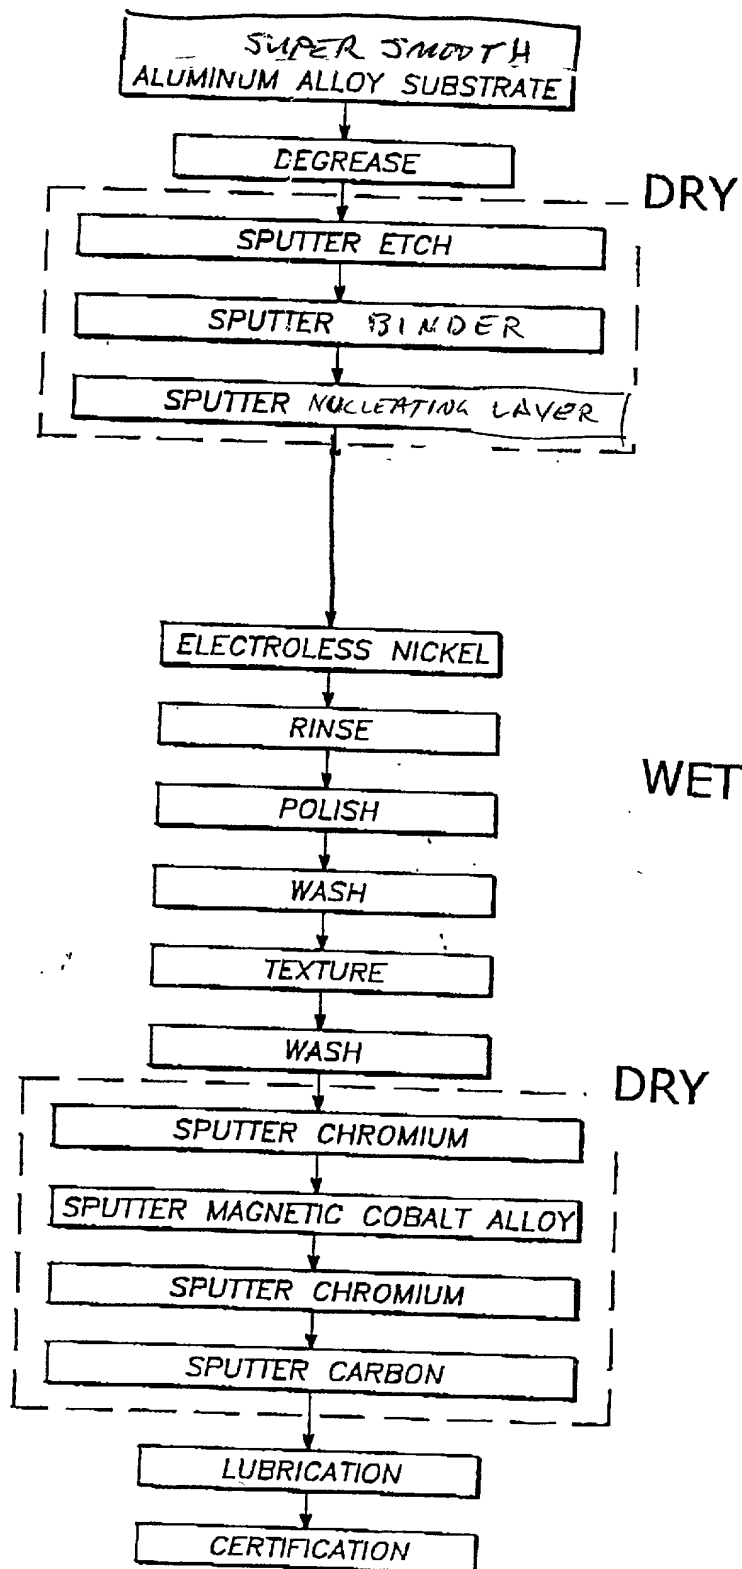 SUPER SMOOTH
ALUMINUM ALLOY SUBSTRATE
DEGREASE
DRY
SPUTTER ETCH
SPUTTER BINDER
SPUTTER NUCLEATING LAYER
ELECTROLESS NICKEL
RINSE
WET
POLISH
WASH
TEXTURE
WASH
DRY
SPUTTER CHROMIUM
SPUTTER MAGNETIC COBALT ALLOY
SPUTTER CHROMIUM
SPUTTER CARBON
LUBRICATION
CERTIFICATION